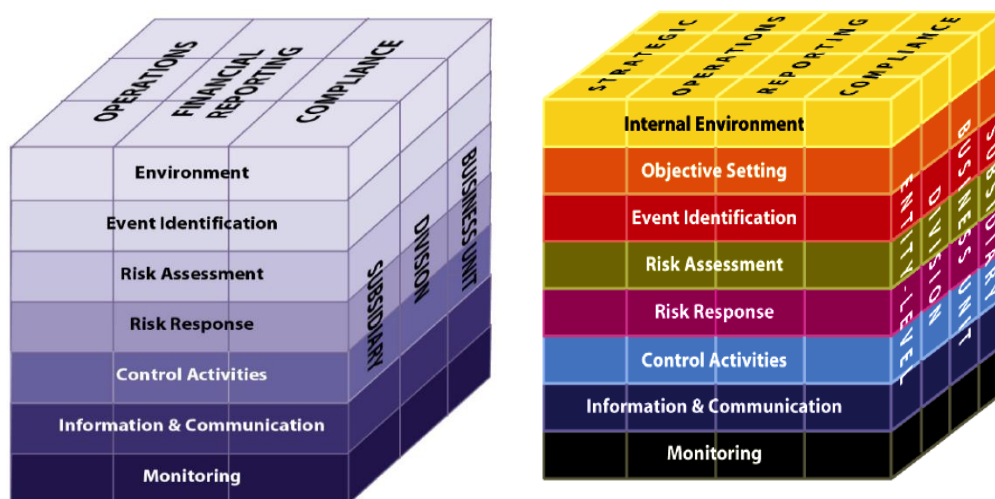 OPERATIONS
FINANCIAL
REPORTING
COMPLIANCE
Environment
Event Identification
Risk Assessment
Risk Response
Control Activities
Information & Communication
Monitoring
SUBSIDIARY
DIVISION
BUSINESS UNIT
STRATEGIC
OPERATIONS
REPORTING
COMPLIANCE
Internal Environment
Objective Setting
Event Identification
Risk Assessment
Risk Response
Control Activities
Information & Communication
Monitoring
ENTITY-LEVEL
DIVISION
BUSINESS UNIT
SUBSIDIARY